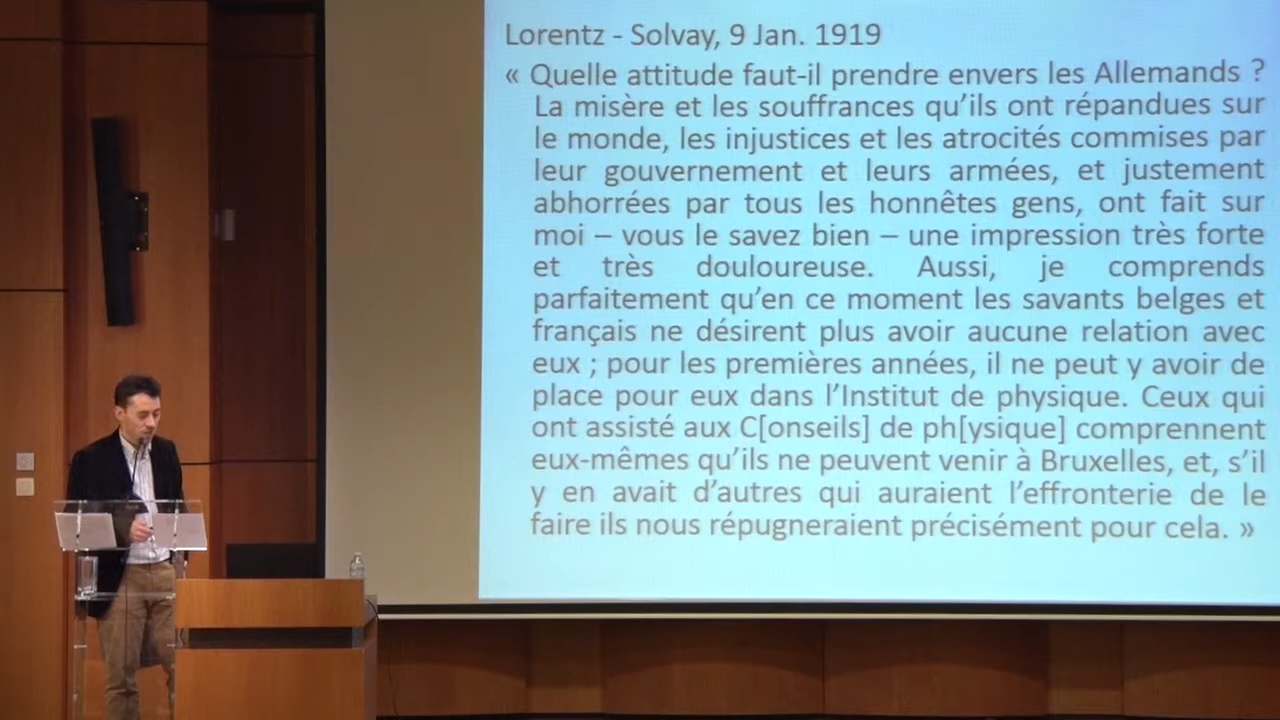 Lorentz - Solvay, 9 Jan. 1919
« Quelle attitude faut-il prendre envers les Allemands ?
La misère et les souffrances qu'ils ont répandues sur
le monde, les injustices et les atrocités commises par
leur gouvernement et leurs armées, et justement
abhorrées par tous les honnêtes gens, ont fait sur
moi – vous le savez bien – une impression très forte
et très douloureuse. Aussi, je comprends
parfaitement qu'en ce moment les savants belges et
français ne désirent plus avoir aucune relation avec
eux ; pour les premières années, il ne peut y avoir de
place pour eux dans l'Institut de physique. Ceux qui
ont assisté aux C[onseils] de ph[ysique] comprennent
eux-mêmes qu'ils ne peuvent venir à Bruxelles, et, s'il
y en avait d'autres qui auraient l'effronterie de le
faire ils nous répugneraient précisément pour cela. »